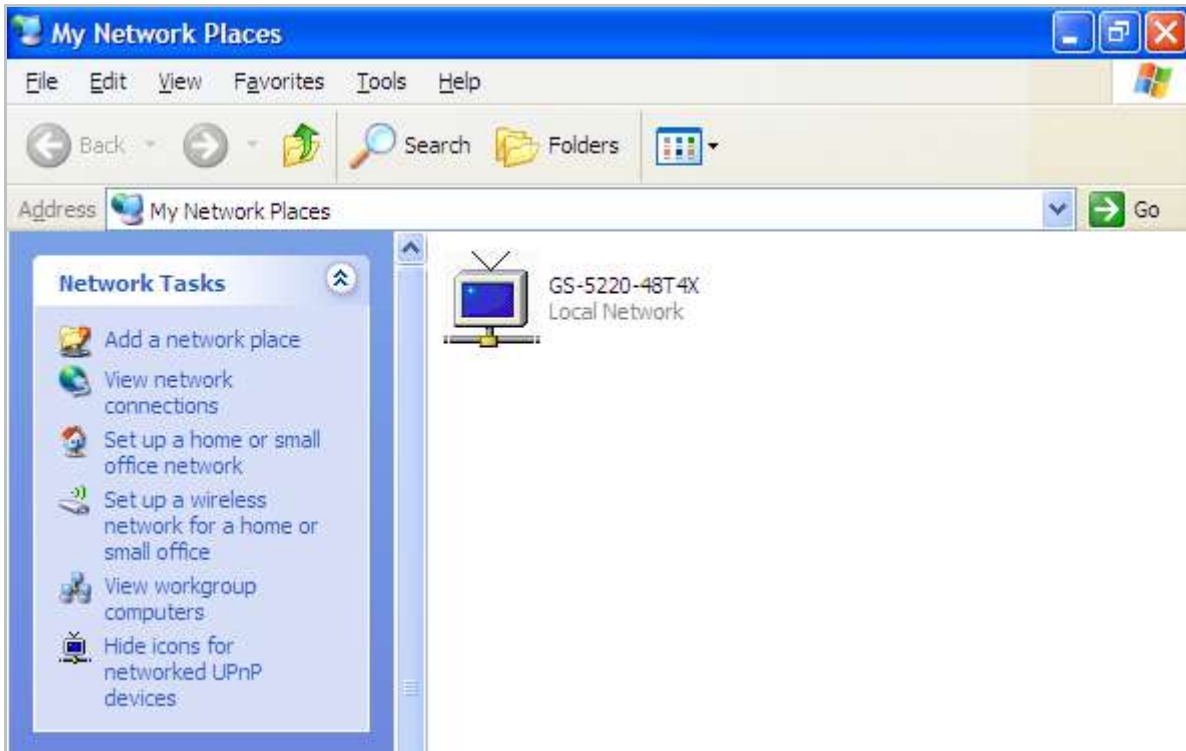 My Network Places
File Edit View Favorites Tools Help
Back Search Folders
Address My Network Places Go
Network Tasks
Add a network place
View network
connections
Set up a home or small
office network
Set up a wireless
network for a home or
small office
View workgroup
computers
Hide icons for
networked UPnP
devices
GS-5220-48T4X
Local Network